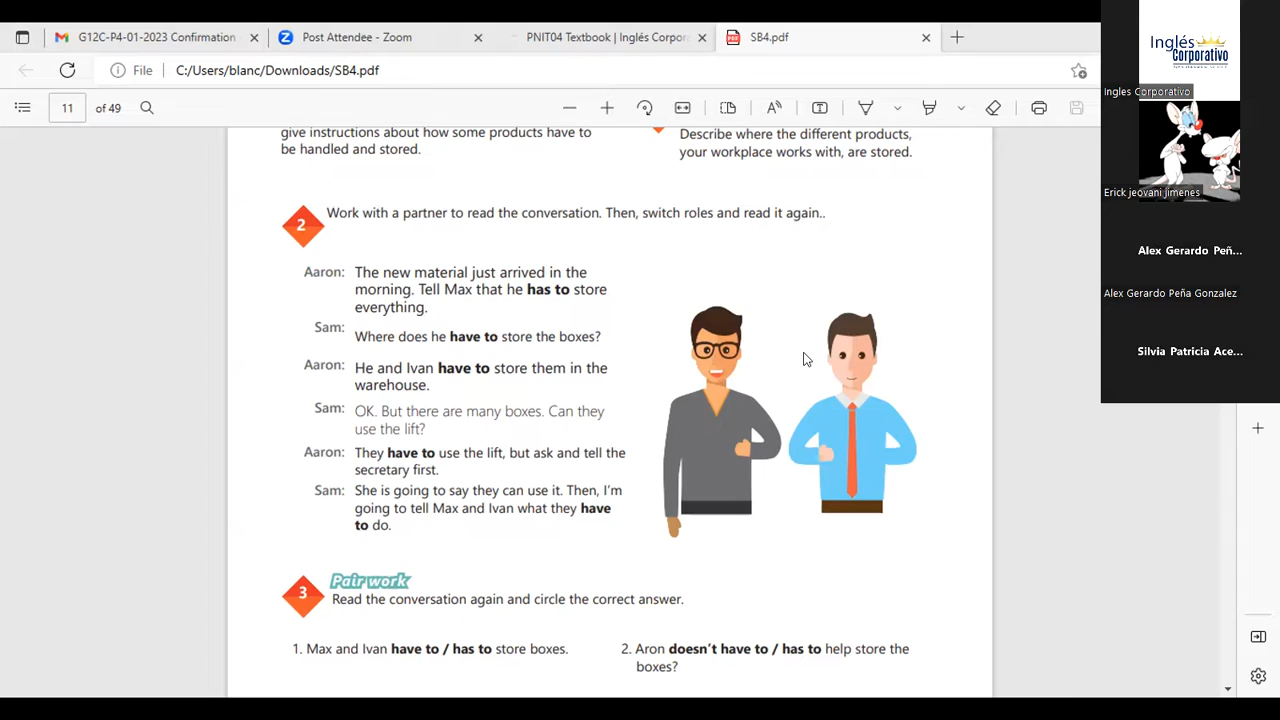 G12C-P4-01-2023 Confirmation
Post Attendee - Zoom
PNIT04 Textbook | Inglés Corpora
SB4.pdf
File
C:/Users/blanc/Downloads/SB4.pdf
11
of 49
give instructions about how some products have to
be handled and stored.
Describe where the different products,
your workplace works with, are stored.
2
Work with a partner to read the conversation. Then, switch roles and read it again..
Aaron: The new material just arrived in the
morning. Tell Max that he has to store
everything.
Sam: Where does he have to store the boxes?
Aaron: He and Ivan have to store them in the
warehouse.
Sam: OK. But there are many boxes. Can they
use the lift?
Aaron: They have to use the lift, but ask and tell the
secretary first.
Sam: She is going to say they can use it. Then, I'm
going to tell Max and Ivan what they have
to do.
3
Pair work
Read the conversation again and circle the correct answer.
1. Max and Ivan have to / has to store boxes.
2. Aron doesn't have to / has to help store the
boxes?
Inglés
Corporativo
Ingles Corporativo
Erick jeovani jimenes
Alex Gerardo Peñ...
Alex Gerardo Peña Gonzalez
Silvia Patricia Ace...